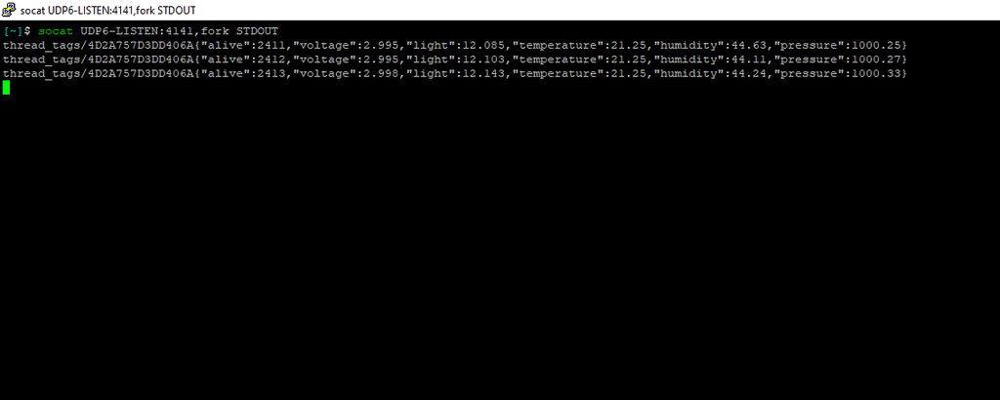 socat UDP6-LISTEN:4141,fork STDOUT
[~]$ socat UDP6-LISTEN:4141,fork STDOUT
thread_tags/4D2A757D3DD406A{"alive":2411,"voltage":2.995,"light":12.085,"temperature":21.25,"humidity":44.63,"pressure":1000.25}
thread_tags/4D2A757D3DD406A{"alive":2412,"voltage":2.995,"light":12.103,"temperature":21.25,"humidity":44.11,"pressure":1000.27}
thread_tags/4D2A757D3DD406A{"alive":2413,"voltage":2.998,"light":12.143,"temperature":21.25,"humidity":44.24,"pressure":1000.33}